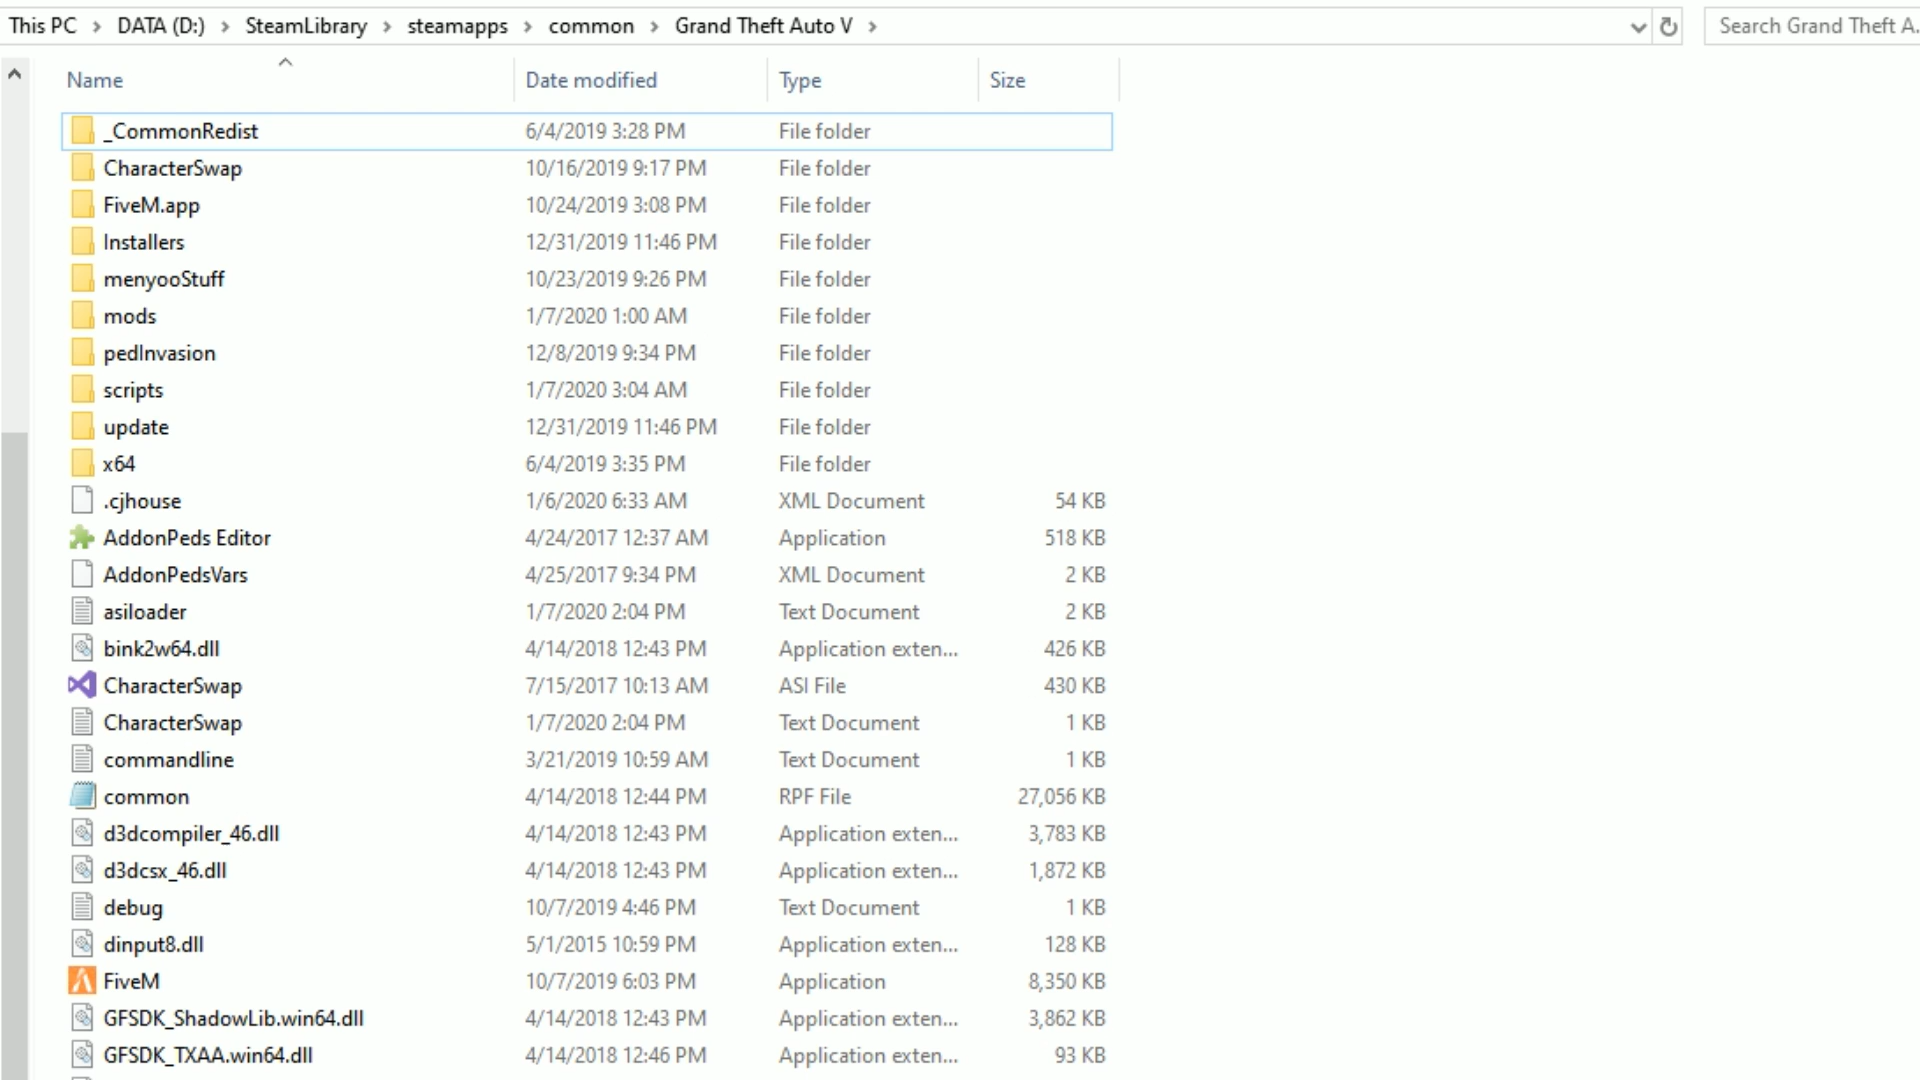 This PC > DATA (D:) > SteamLibrary > steamapps > common > Grand Theft Auto V >
Search Grand Theft A.
Name Date modified Type Size
_CommonRedist 6/4/2019 3:28 PM File folder
CharacterSwap 10/16/2019 9:17 PM File folder
FiveM.app 10/24/2019 3:08 PM File folder
Installers 12/31/2019 11:46 PM File folder
menyooStuff 10/23/2019 9:26 PM File folder
mods 1/7/2020 1:00 AM File folder
pedInvasion 12/8/2019 9:34 PM File folder
scripts 1/7/2020 3:04 AM File folder
update 12/31/2019 11:46 PM File folder
x64 6/4/2019 3:35 PM File folder
.cjhouse 1/6/2020 6:33 AM XML Document 54 KB
AddonPeds Editor 4/24/2017 12:37 AM Application 518 KB
AddonPedsVars 4/25/2017 9:34 PM XML Document 2 KB
asiloader 1/7/2020 2:04 PM Text Document 2 KB
bink2w64.dll 4/14/2018 12:43 PM Application exten... 426 KB
CharacterSwap 7/15/2017 10:13 AM ASI File 430 KB
CharacterSwap 1/7/2020 2:04 PM Text Document 1 KB
commandline 3/21/2019 10:59 AM Text Document 1 KB
common 4/14/2018 12:44 PM RPF File 27,056 KB
d3dcompiler_46.dll 4/14/2018 12:43 PM Application exten... 3,783 KB
d3dcsx_46.dll 4/14/2018 12:43 PM Application exten... 1,872 KB
debug 10/7/2019 4:46 PM Text Document 1 KB
dinput8.dll 5/1/2015 10:59 PM Application exten... 128 KB
FiveM 10/7/2019 6:03 PM Application 8,350 KB
GFSDK_ShadowLib.win64.dll 4/14/2018 12:43 PM Application exten... 3,862 KB
GFSDK_TXAA.win64.dll 4/14/2018 12:46 PM Application exten... 93 KB